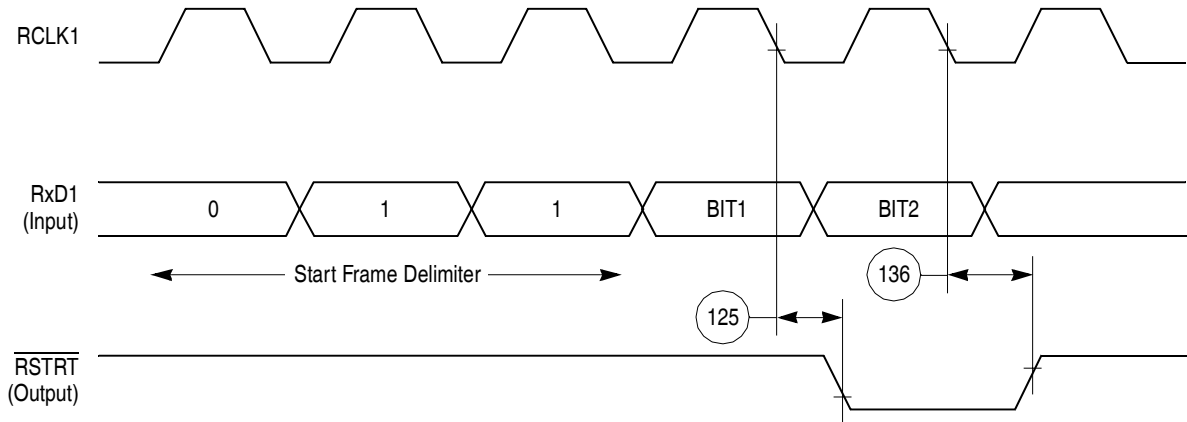 RCLK1
RxD1
(Input)
0 1 1 BIT1 BIT2
Start Frame Delimiter
136
125
RSTRT
(Output)